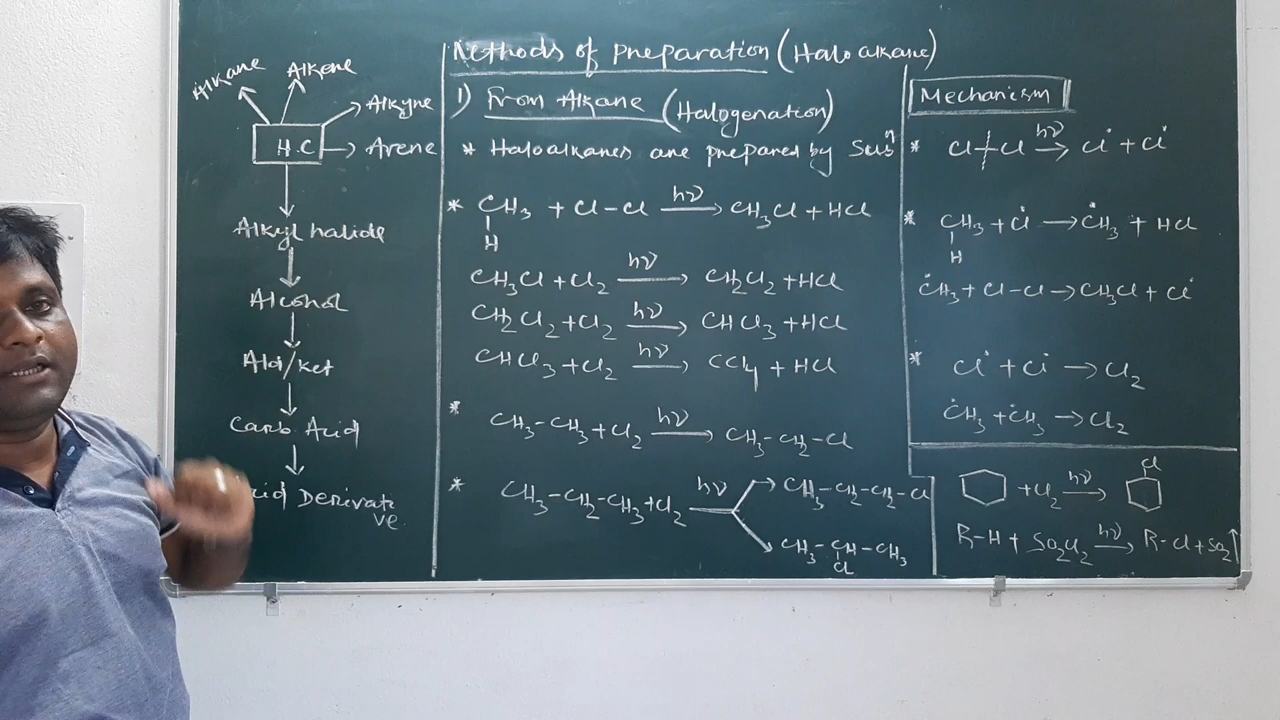 Alkane
Alkene
Alkyne
H.C → Arene
Alkyl halide
Alcohol
Ald/ket
Carb Acid
cid Derivati
ve
Methods of preparation (Haloalkane)
1) From Alkane (Halogenation)
* Haloalkanes are prepared by Subⁿ
* CH3 + Cl-Cl hν→ CH3Cl + HCl
H
CH3Cl + Cl2 hν→ CH2Cl2 + HCl
CH2Cl2 + Cl2 hν→ CHCl3 + HCl
CHCl3 + Cl2 hν→ CCl4 + HCl
* CH3-CH3 + Cl2 hν→ CH3-CH2-Cl
* CH3-CH2-CH3 + Cl2 hν→ CH3-CH2-CH2-Cl
CH3-CH-CH3
Cl
Mechanism
* Cl-Cl hν→ Cl• + Cl•
* CH3 + Cl• → •CH3 + HCl
H
•CH3 + Cl-Cl → CH3Cl + Cl•
* Cl• + Cl• → Cl2
•CH3 + •CH3 → Cl2
+ Cl2 hν→ Cl
R-H + SO2Cl2 hν→ R-Cl + SO2↑